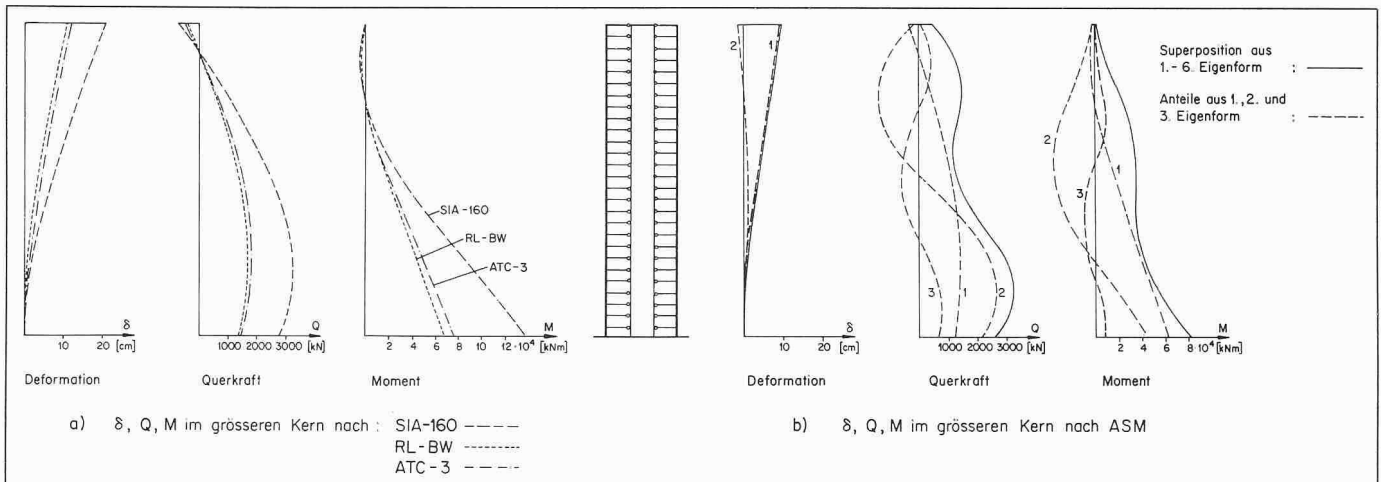 SIA-160
RL-BW
ATC-3
δ
10 20 [cm]
Deformation
Q
1000 2000 3000 [kN]
Querkraft
M
2 4 6 8 10 12·10⁴ [kNm]
Moment
a) δ, Q, M im grösseren Kern nach : SIA-160
RL-BW
ATC-3
2 1
δ
10 20 [cm]
Deformation
3 1 2
Q
1000 2000 3000 [kN]
Querkraft
2 1 3
M
2 4 6 8·10⁴ [kNm]
Moment
Superposition aus
1.-6. Eigenform :
Anteile aus 1., 2. und
3. Eigenform :
b) δ, Q, M im grösseren Kern nach ASM